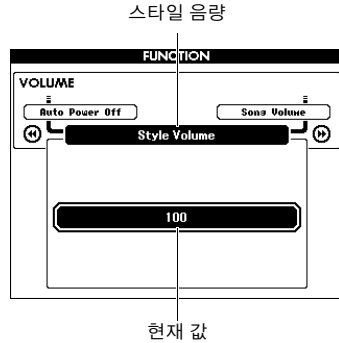 스타일 음량
FUNCTION
VOLUME
Auto Power Off
Song Volume
Style Volume
100
현재 값